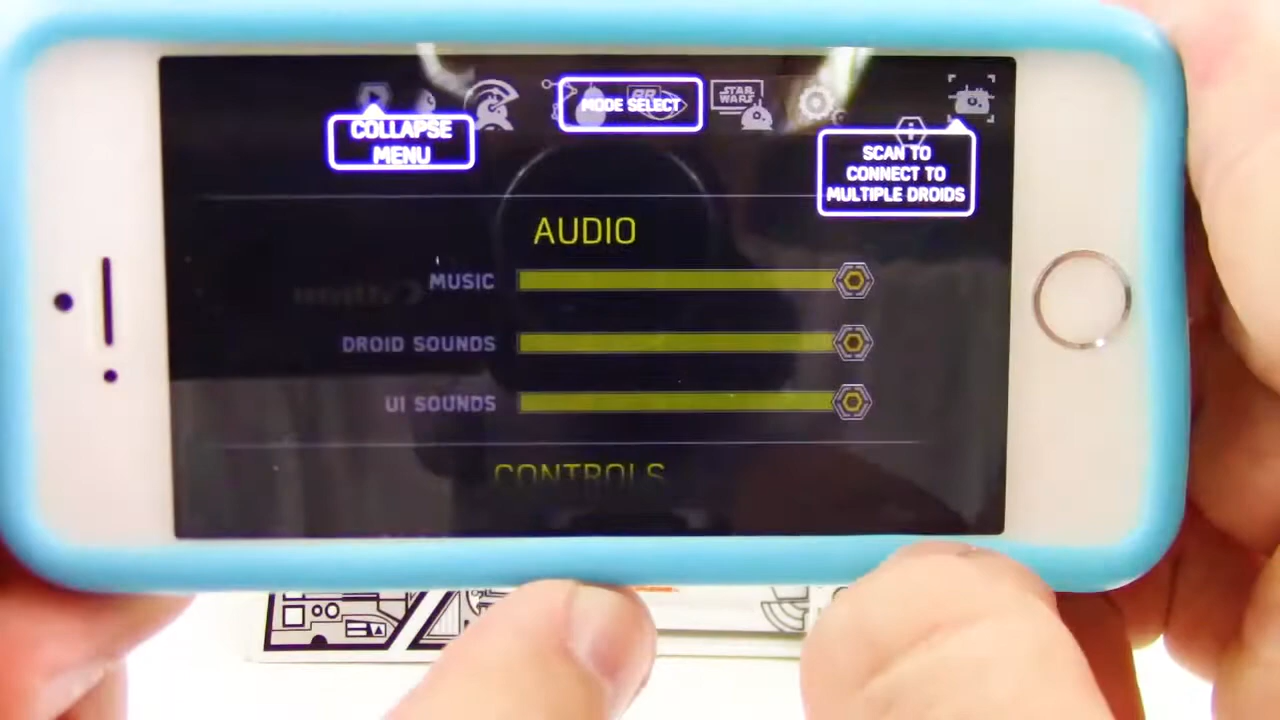 STAR
WARS
MODE SELECT
COLLAPSE
MENU
SCAN TO
CONNECT TO
MULTIPLE DROIDS
AUDIO
MUSIC
DROID SOUNDS
UI SOUNDS
CONTROLS